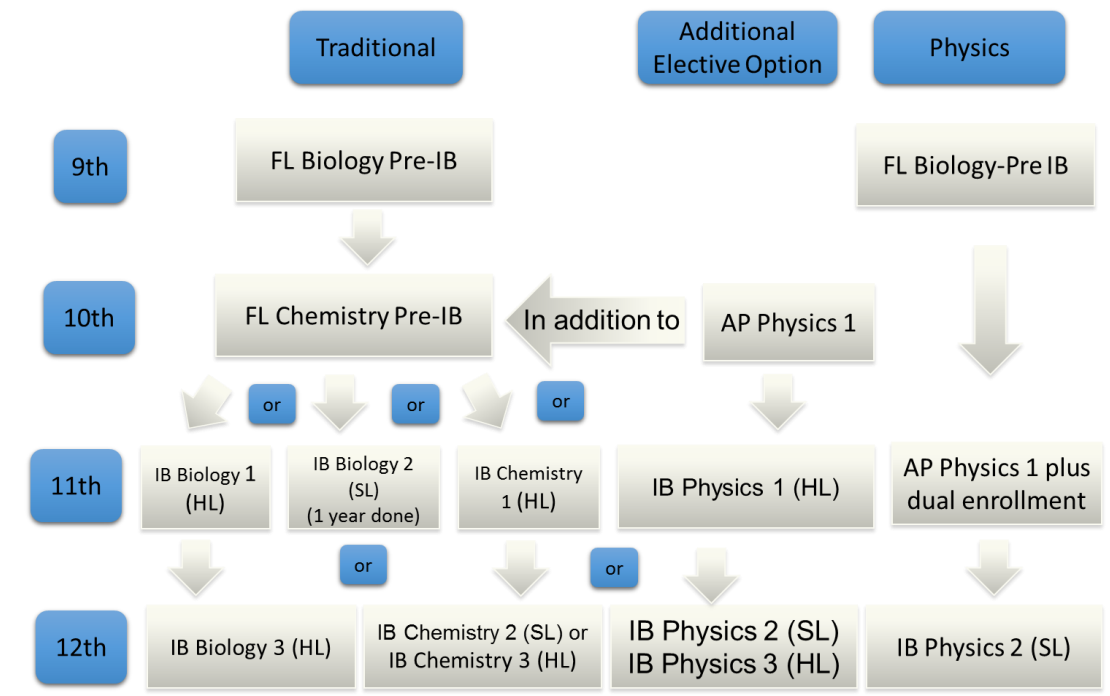 Traditional
Additional
Elective Option
Physics
9th
FL Biology Pre-IB
FL Biology-Pre IB
10th
FL Chemistry Pre-IB
In addition to
AP Physics 1
or
or
or
11th
IB Biology 1
(HL)
IB Biology 2
(SL)
(1 year done)
IB Chemistry
1 (HL)
IB Physics 1 (HL)
AP Physics 1 plus
dual enrollment
or
or
12th
IB Biology 3 (HL)
IB Chemistry 2 (SL) or
IB Chemistry 3 (HL)
IB Physics 2 (SL)
IB Physics 3 (HL)
IB Physics 2 (SL)